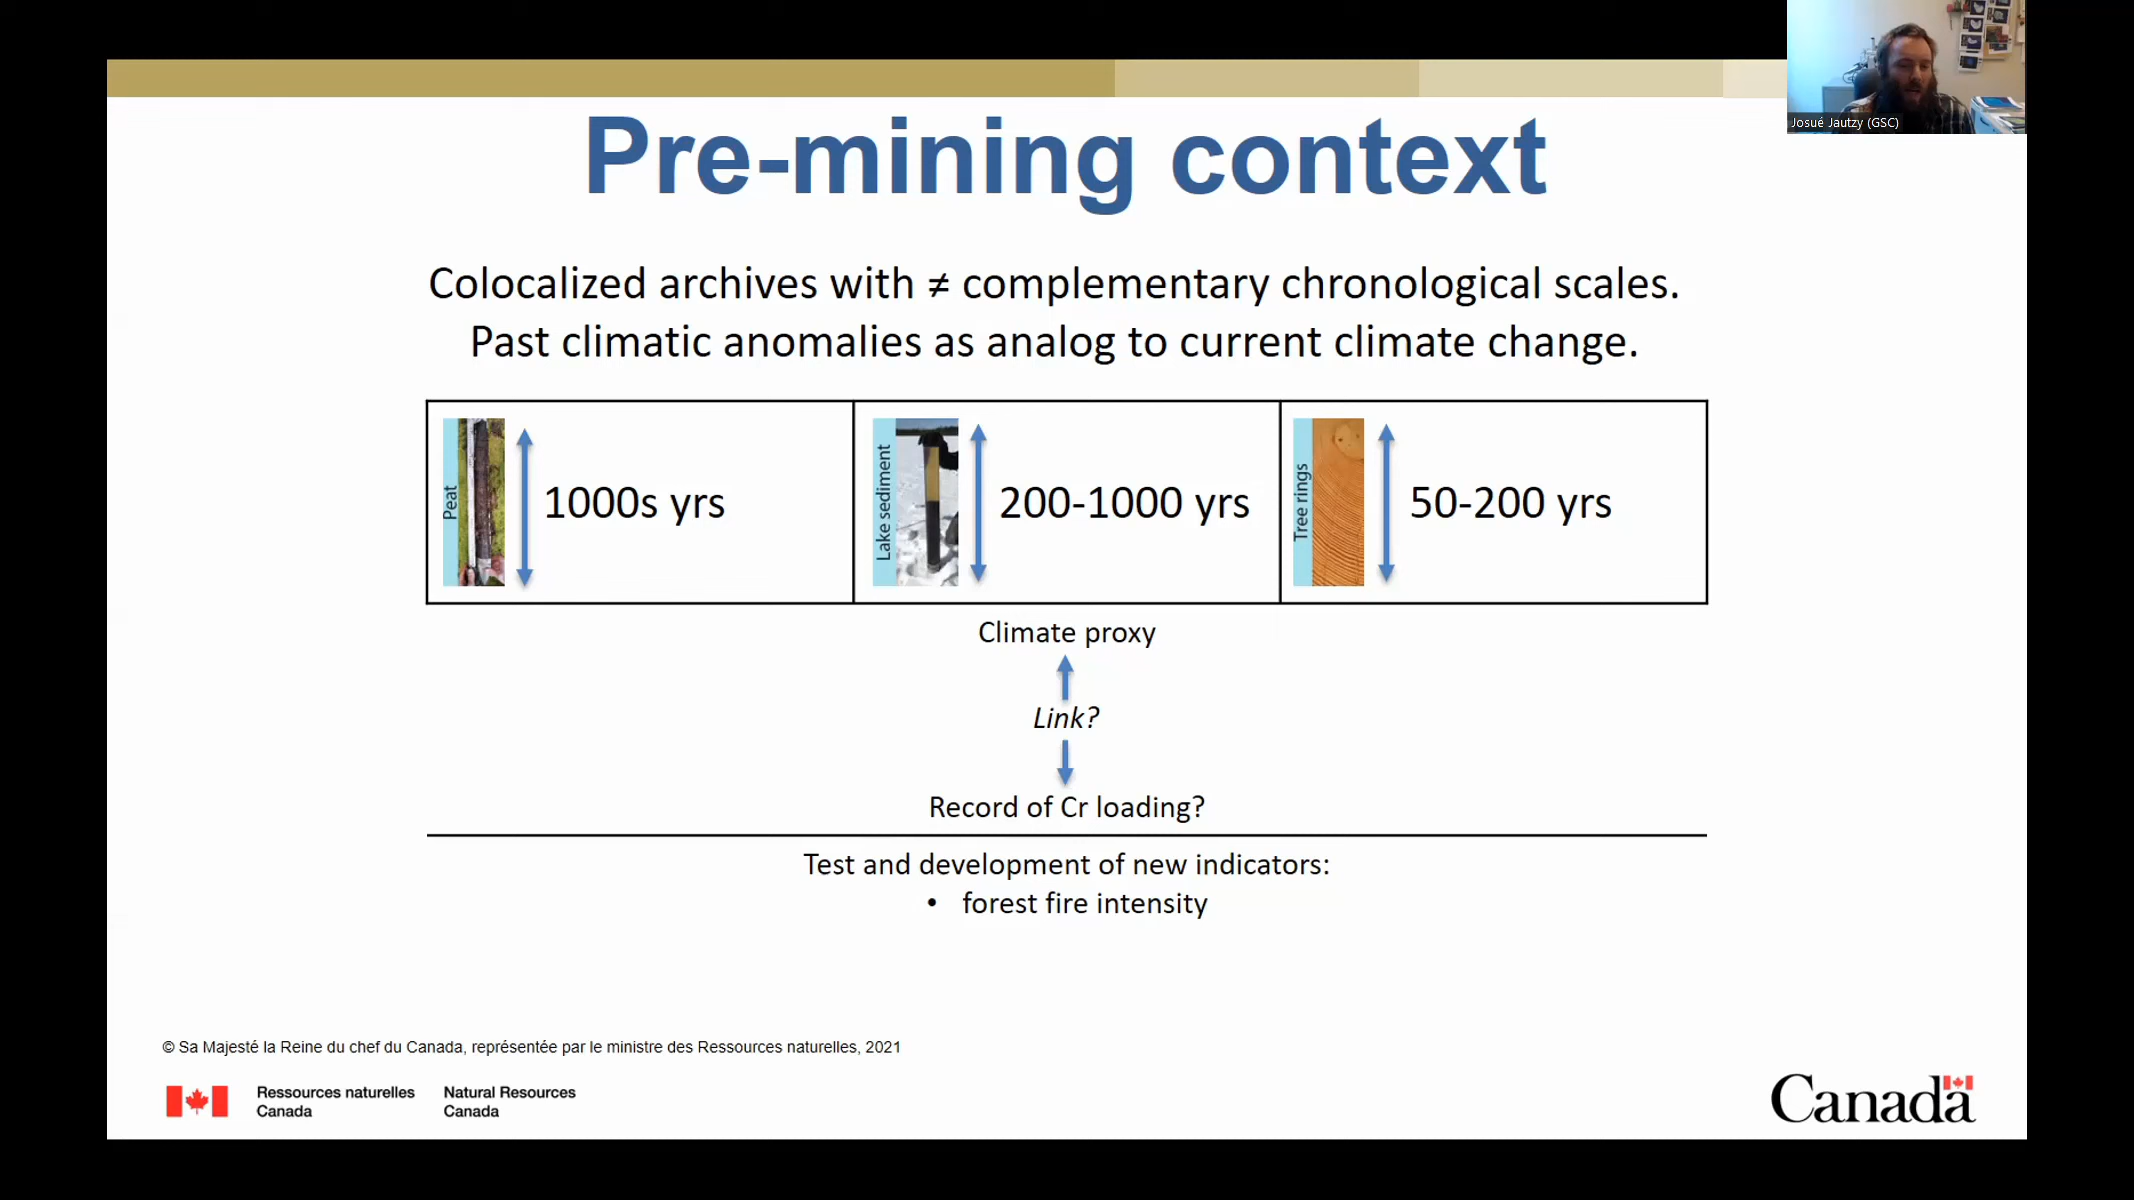 Josué Jautzy (GSC)
Pre-mining context
Colocalized archives with ≠ complementary chronological scales.
Past climatic anomalies as analog to current climate change.
Peat
1000s yrs
Lake sediment
200-1000 yrs
Tree rings
50-200 yrs
Climate proxy
Link?
Record of Cr loading?
Test and development of new indicators:
• forest fire intensity
© Sa Majesté la Reine du chef du Canada, représentée par le ministre des Ressources naturelles, 2021
Ressources naturelles
Canada
Natural Resources
Canada
Canada